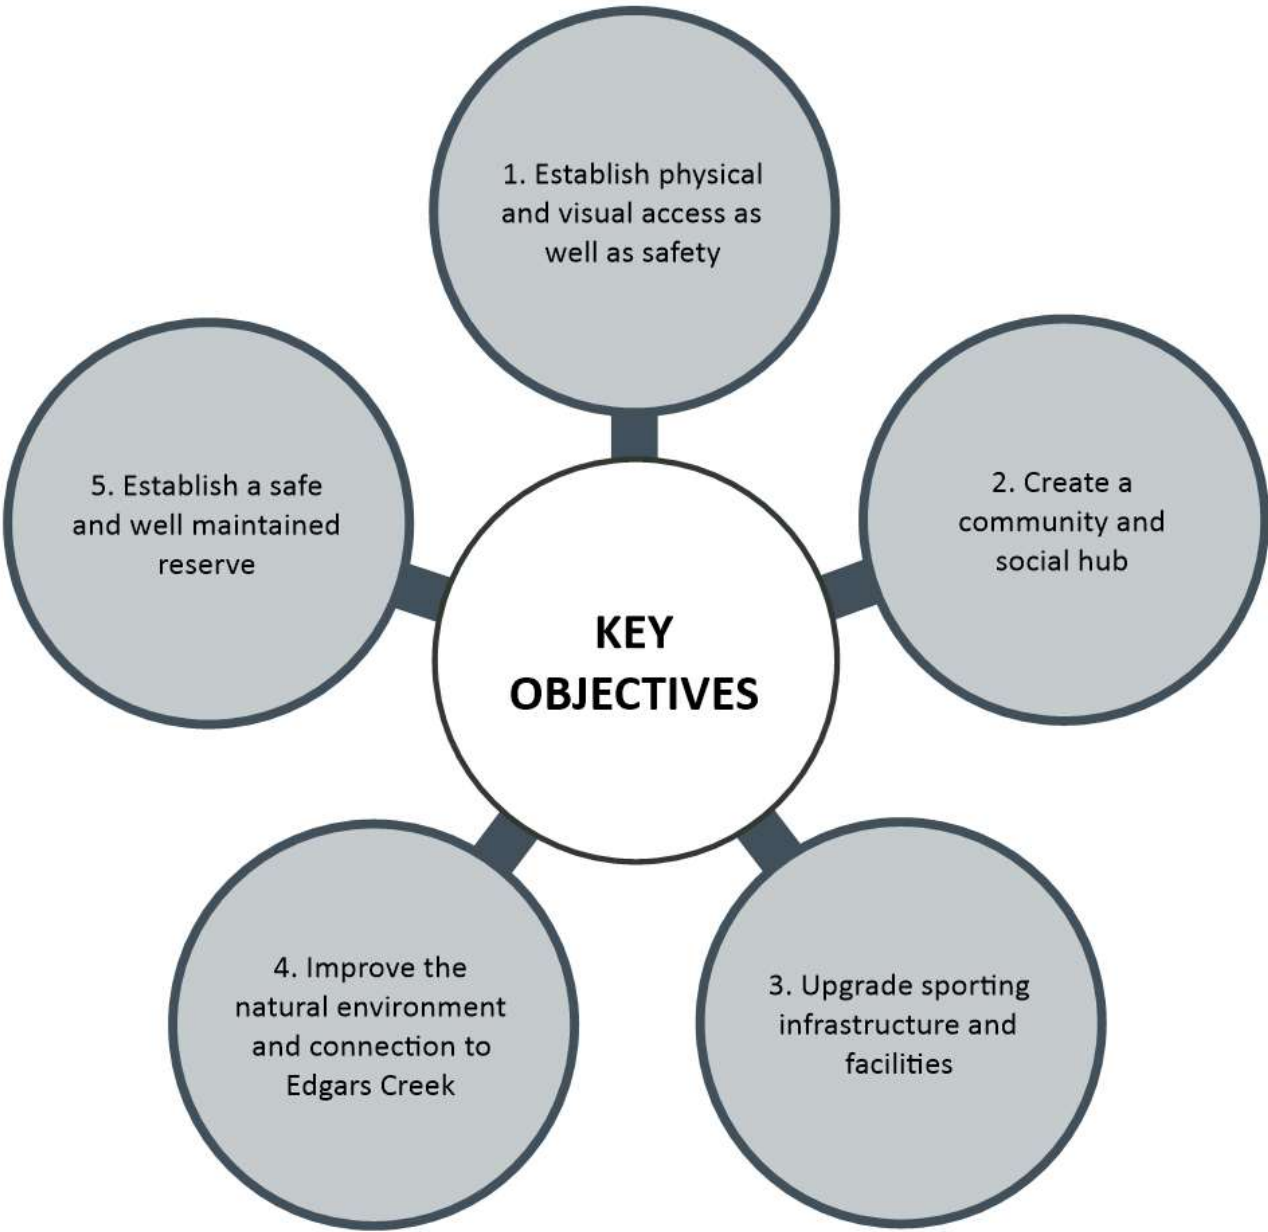 1. Establish physical
and visual access as
well as safety
2. Create a
community and
social hub
3. Upgrade sporting
infrastructure and
facilities
4. Improve the
natural environment
and connection to
Edgars Creek
5. Establish a safe
and well maintained
reserve
KEY
OBJECTIVES